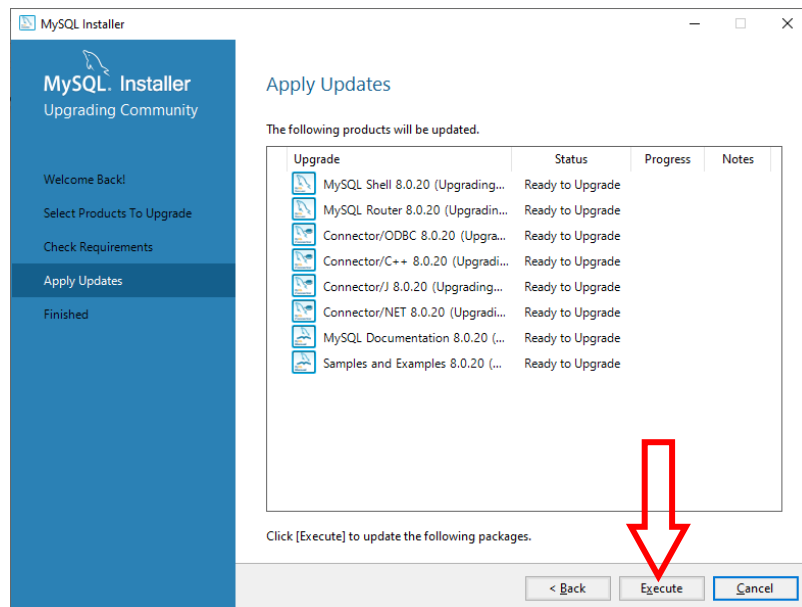 MySQL Installer
MySQL. Installer
Upgrading Community
Welcome Back!
Select Products To Upgrade
Check Requirements
Apply Updates
Finished
Apply Updates
The following products will be updated.
Upgrade Status Progress Notes
MySQL Shell 8.0.20 (Upgrading... Ready to Upgrade
MySQL Router 8.0.20 (Upgradin... Ready to Upgrade
Connector/ODBC 8.0.20 (Upgra... Ready to Upgrade
Connector/C++ 8.0.20 (Upgradi... Ready to Upgrade
Connector/J 8.0.20 (Upgrading... Ready to Upgrade
Connector/NET 8.0.20 (Upgradi... Ready to Upgrade
MySQL Documentation 8.0.20 (... Ready to Upgrade
Samples and Examples 8.0.20 (... Ready to Upgrade
Click [Execute] to update the following packages.
< Back Execute Cancel